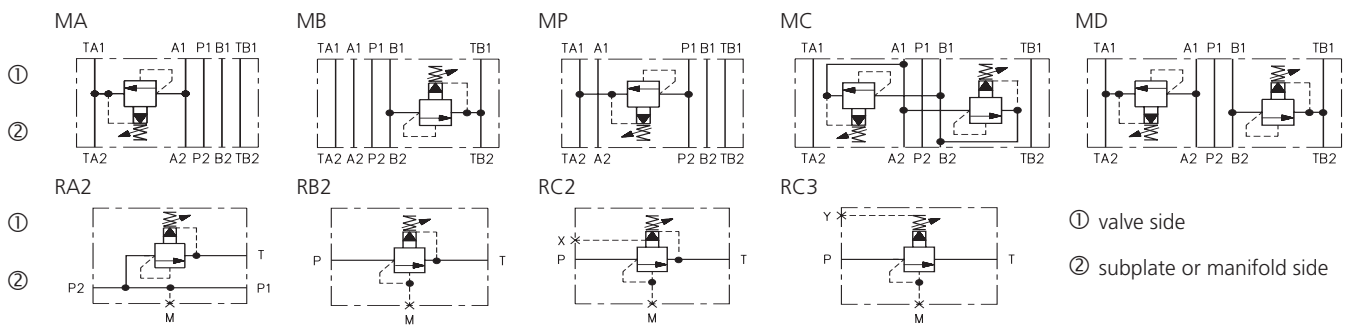 MA MB MP MC MD
TA1 A1 P1 B1 TB1 TA1 A1 P1 B1 TB1 TA1 A1 P1 B1 TB1 TA1 A1 P1 B1 TB1 TA1 A1 P1 B1 TB1
①
②
TA2 A2 P2 B2 TB2 TA2 A2 P2 B2 TB2 TA2 A2 P2 B2 TB2 TA2 A2 P2 B2 TB2 TA2 A2 P2 B2 TB2
RA2 RB2 RC2 RC3
① Y ① valve side
X
T P T P T P T
② P2 P1 ② subplate or manifold side
M M M M